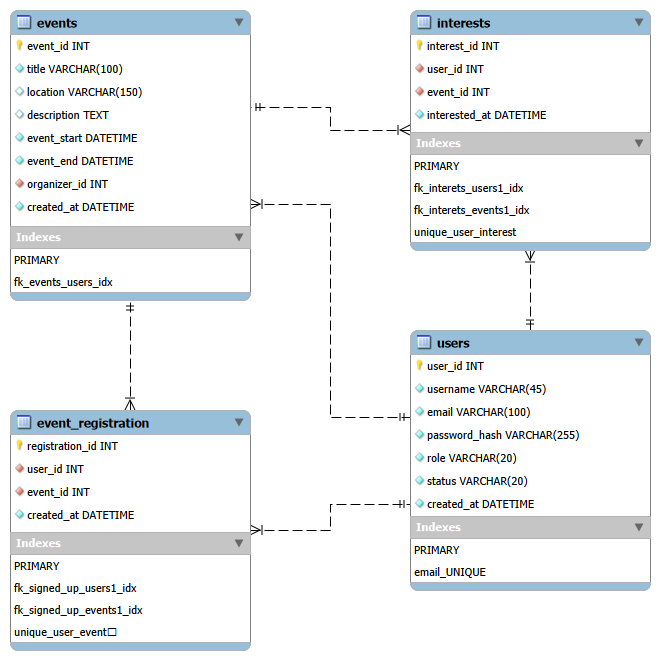 events
event_id INT
title VARCHAR(100)
location VARCHAR(150)
description TEXT
event_start DATETIME
event_end DATETIME
organizer_id INT
created_at DATETIME
Indexes
PRIMARY
fk_events_users_idx
interests
interest_id INT
user_id INT
event_id INT
interested_at DATETIME
Indexes
PRIMARY
fk_interets_users1_idx
fk_interets_events1_idx
unique_user_interest
event_registration
registration_id INT
user_id INT
event_id INT
created_at DATETIME
Indexes
PRIMARY
fk_signed_up_users1_idx
fk_signed_up_events1_idx
unique_user_event□
users
user_id INT
username VARCHAR(45)
email VARCHAR(100)
password_hash VARCHAR(255)
role VARCHAR(20)
status VARCHAR(20)
created_at DATETIME
Indexes
PRIMARY
email_UNIQUE